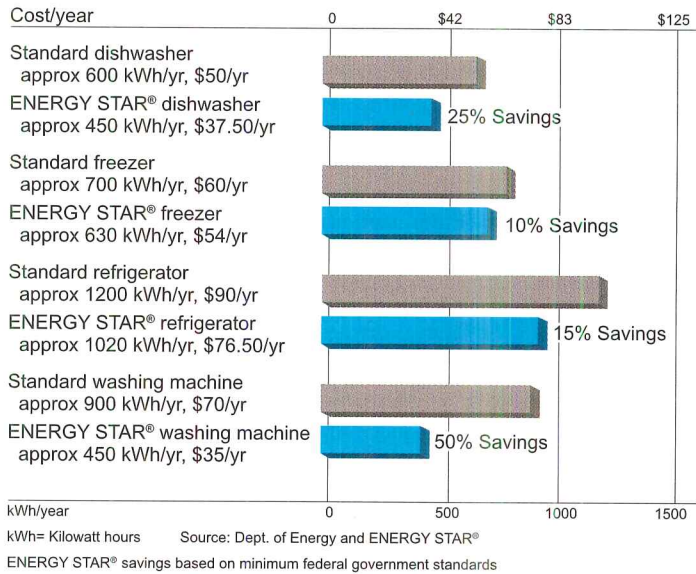 Cost/year 0 $42 $83 $125
Standard dishwasher
approx 600 kWh/yr, $50/yr
ENERGY STAR® dishwasher
approx 450 kWh/yr, $37.50/yr
25% Savings
Standard freezer
approx 700 kWh/yr, $60/yr
ENERGY STAR® freezer
approx 630 kWh/yr, $54/yr
10% Savings
Standard refrigerator
approx 1200 kWh/yr, $90/yr
ENERGY STAR® refrigerator
approx 1020 kWh/yr, $76.50/yr
15% Savings
Standard washing machine
approx 900 kWh/yr, $70/yr
ENERGY STAR® washing machine
approx 450 kWh/yr, $35/yr
50% Savings
kWh/year 0 500 1000 1500
kWh= Kilowatt hours Source: Dept. of Energy and ENERGY STAR®
ENERGY STAR® savings based on minimum federal government standards